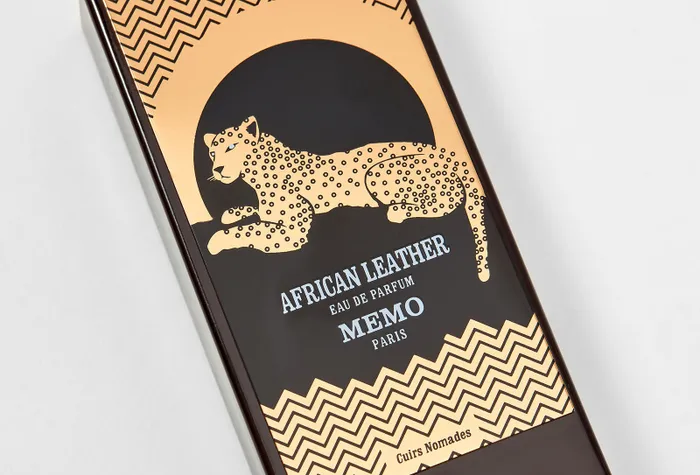 AFRICAN LEATHER
EAU DE PARFUM
MEMO
PARIS
Cuirs Nomades